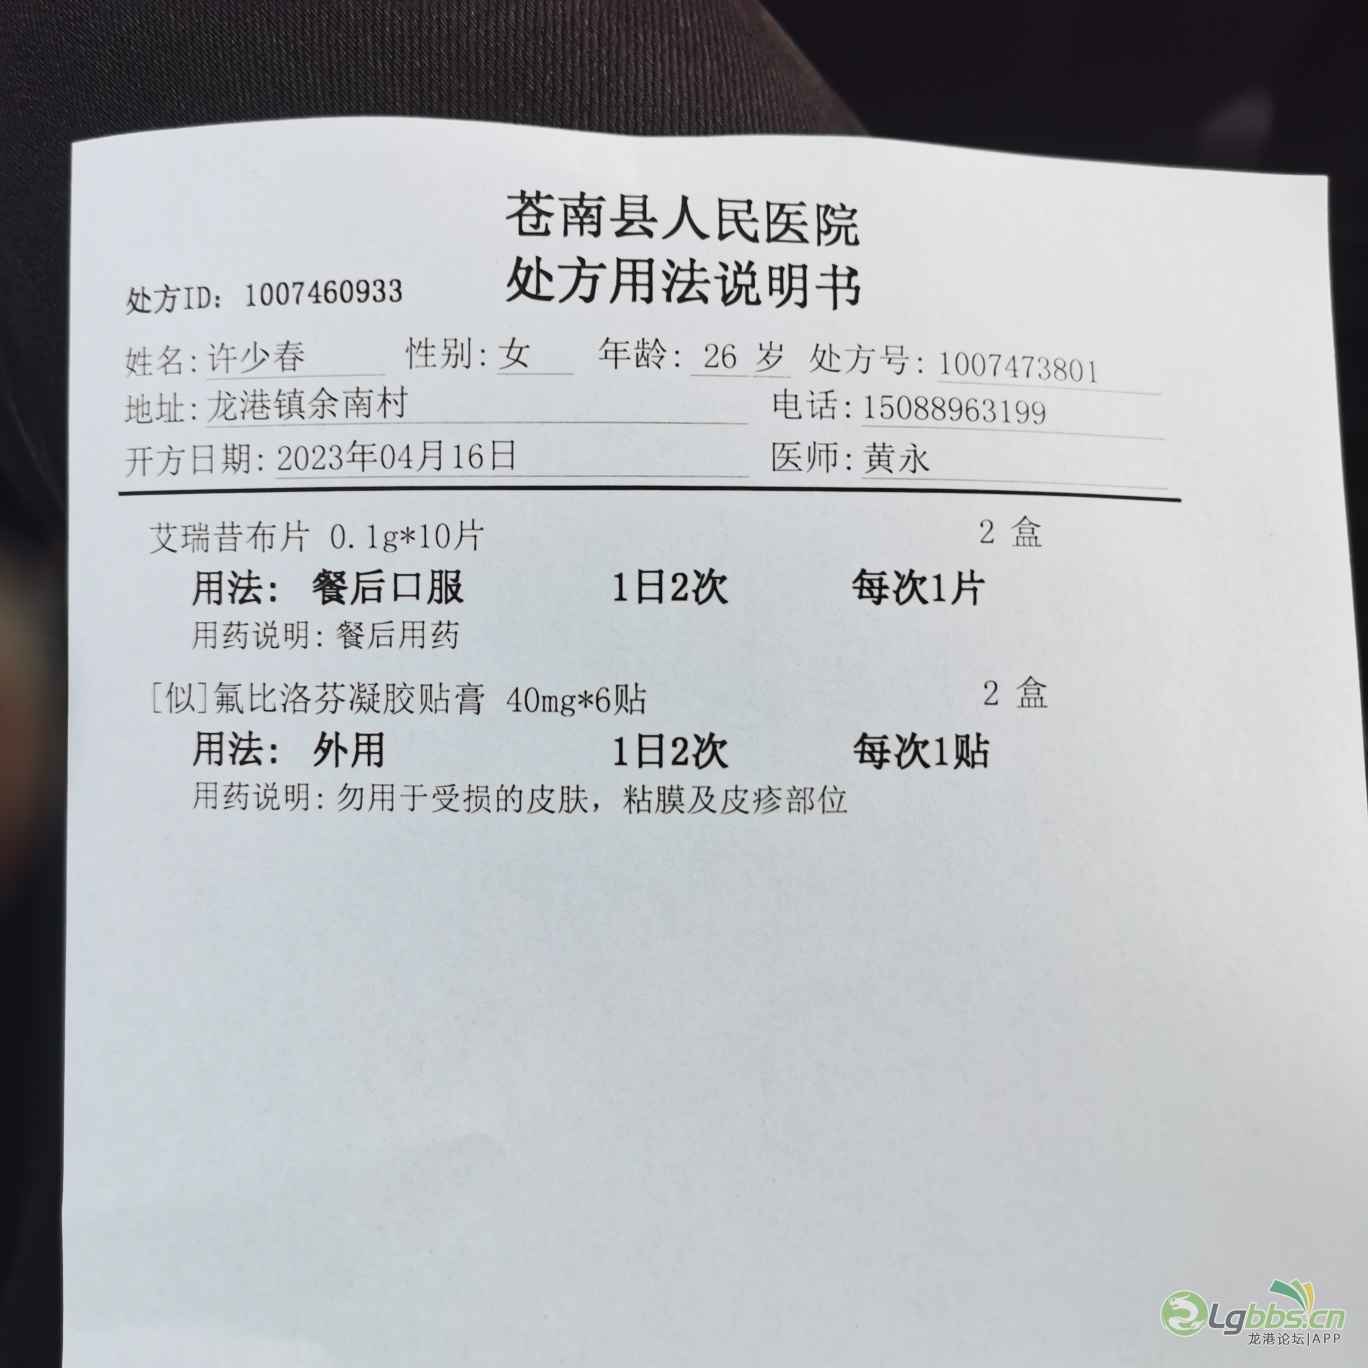 苍南县人民医院
处方用法说明书
处方ID: 1007460933
姓名: 许少春 性别: 女 年龄: 26 岁 处方号: 1007473801
地址: 龙港镇余南村 电话: 15088963199
开方日期: 2023年04月16日 医师: 黄永
艾瑞昔布片 0.1g*10片 2 盒
用法: 餐后口服 1日2次 每次1片
用药说明: 餐后用药
[似]氟比洛芬凝胶贴膏 40mg*6贴 2 盒
用法: 外用 1日2次 每次1贴
用药说明: 勿用于受损的皮肤，粘膜及皮疹部位
Lgbbs.cn
龙港论坛|APP